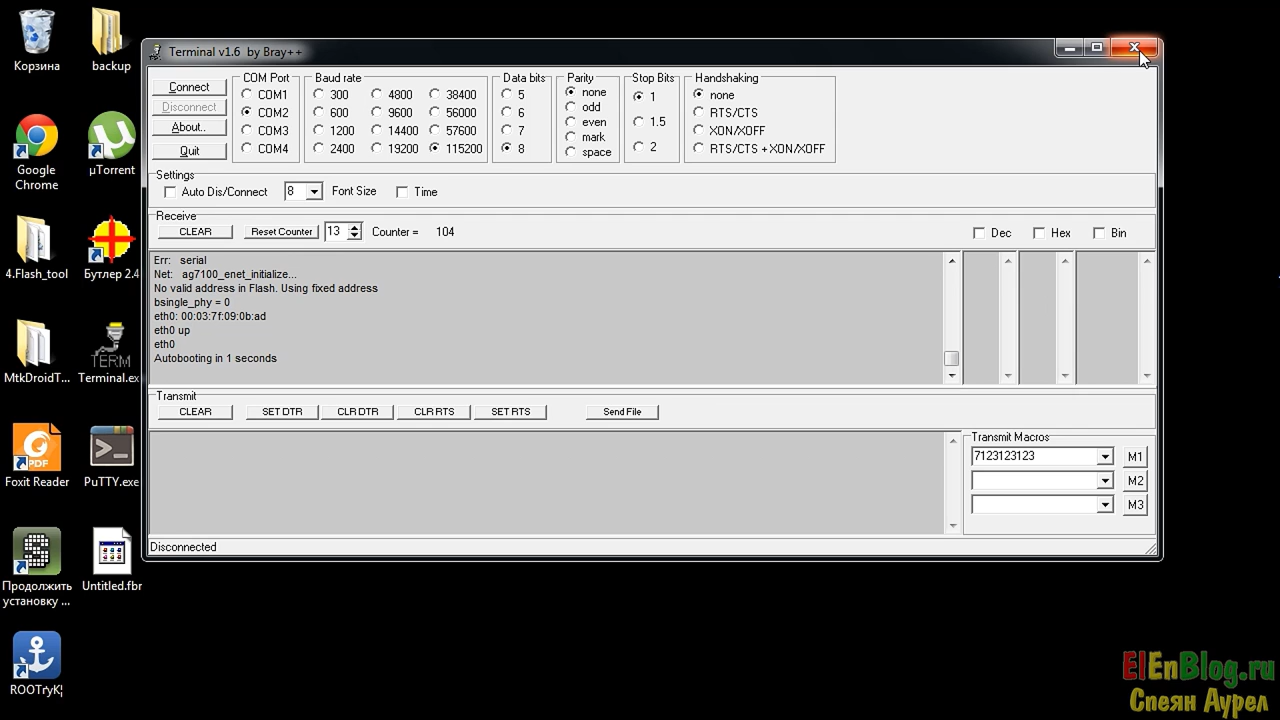 Корзина
backup
Google
Chrome
µTorrent
4.Flash_tool
Бутлер 2.4
MtkDroidT...
TERM
Terminal.ex
PDF
Foxit Reader
PuTTY.exe
S
Продолжить
установку ...
Untitled.fbr
ROOTryK¦
Terminal v1.6 by Bray++
Connect
Disconnect
About..
Quit
COM Port
COM1
COM2
COM3
COM4
Baud rate
300
600
1200
2400
4800
9600
14400
19200
38400
56000
57600
115200
Data bits
5
6
7
8
Parity
none
odd
even
mark
space
Stop Bits
1
1.5
2
Handshaking
none
RTS/CTS
XON/XOFF
RTS/CTS + XON/XOFF
Settings
Auto Dis/Connect
8
Font Size
Time
Receive
CLEAR
Reset Counter
13
Counter = 104
Dec
Hex
Bin
Err: serial
Net: ag7100_enet_initialize...
No valid address in Flash. Using fixed address
bsingle_phy = 0
eth0: 00:03:7f:09:0b:ad
eth0 up
eth0
Autobooting in 1 seconds
Transmit
CLEAR
SET DTR
CLR DTR
CLR RTS
SET RTS
Send File
Transmit Macros
7123123123
M1
M2
M3
Disconnected
ElEnBlog.ru
Спеян Аурел